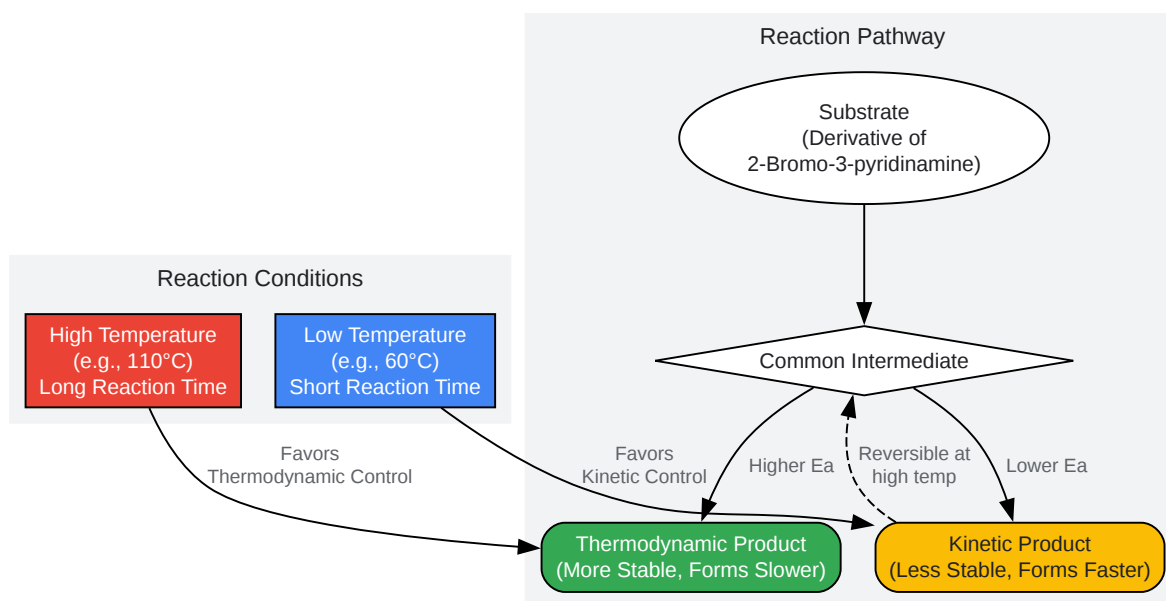 Reaction Pathway
Substrate
(Derivative of
2-Bromo-3-pyridinamine)
Reaction Conditions
High Temperature
(e.g., 110°C)
Long Reaction Time
Low Temperature
(e.g., 60°C)
Short Reaction Time
Common Intermediate
Favors
Thermodynamic Control
Favors
Kinetic Control
Higher Ea
Reversible at
high temp
Lower Ea
Thermodynamic Product
(More Stable, Forms Slower)
Kinetic Product
(Less Stable, Forms Faster)